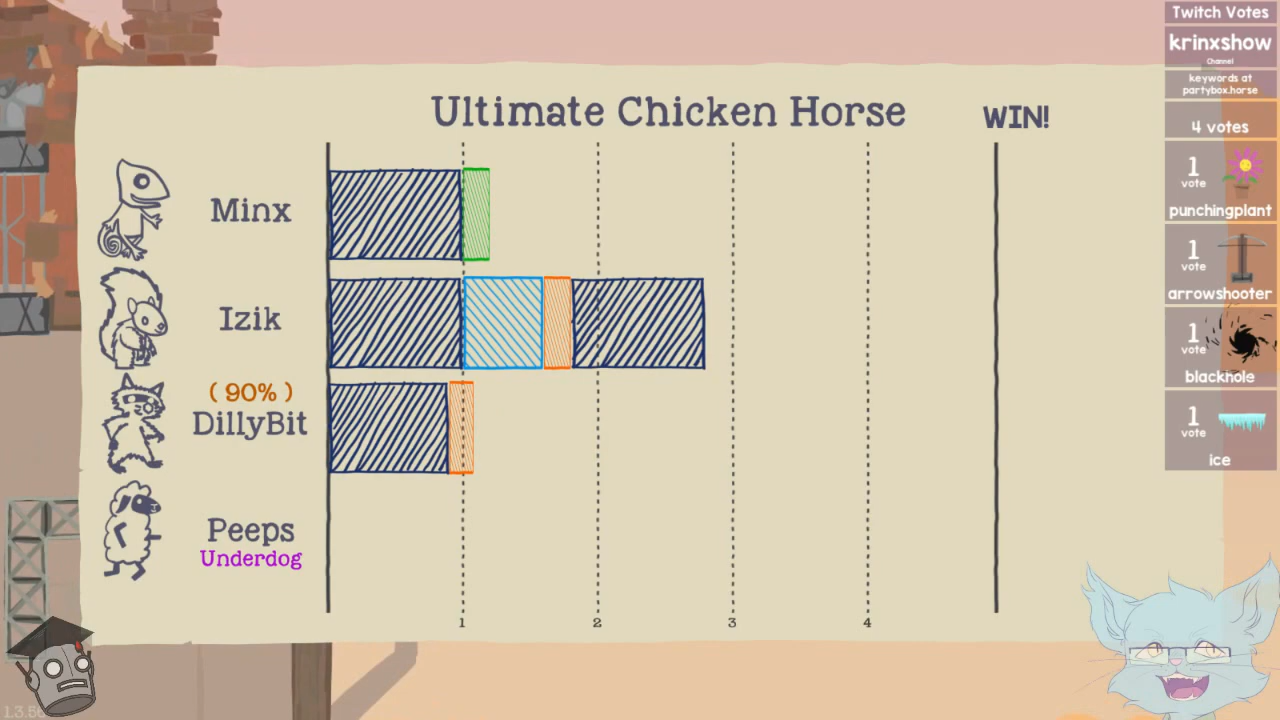 Ultimate Chicken Horse
WIN!
Minx
Izik
( 90% )
DillyBit
Peeps
Underdog
1
2
3
4
Twitch Votes
krinxshow
Channel
keywords at
partybox.horse
4 votes
1
vote
punchingplant
1
vote
arrowshooter
1
vote
blackhole
1
vote
ice